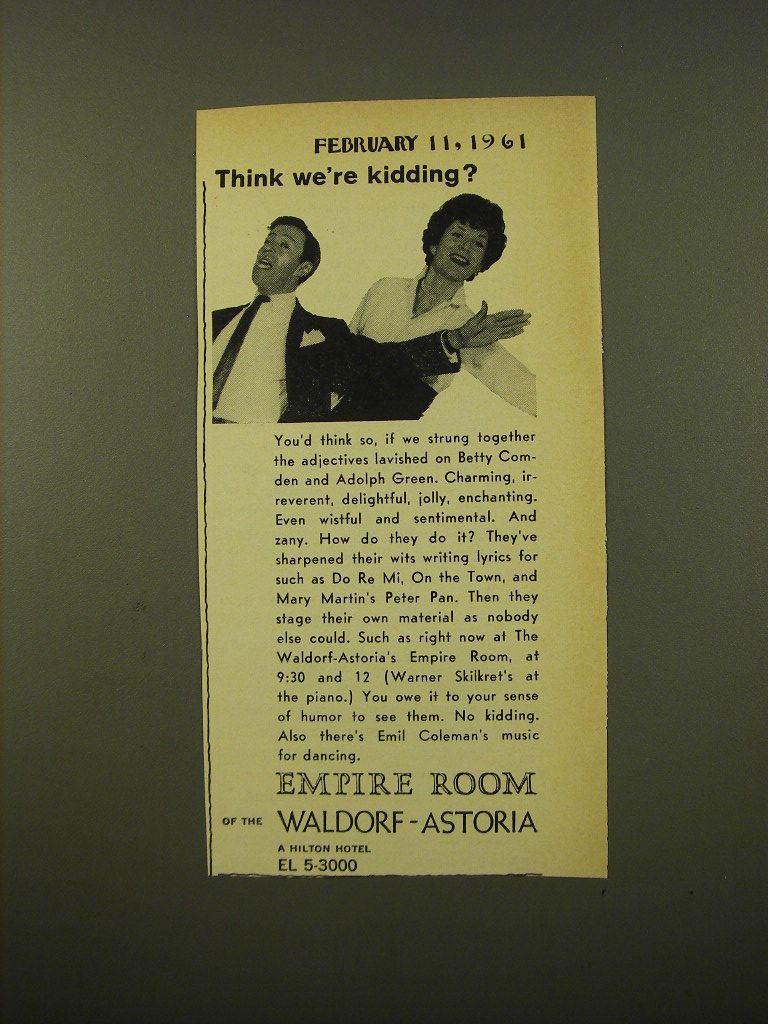 FEBRUARY 11, 1961
Think we're kidding?
You'd think so, if we strung together
the adjectives lavished on Betty Com-
den and Adolph Green. Charming, ir-
reverent, delightful, jolly, enchanting.
Even wistful and sentimental. And
zany. How do they do it? They've
sharpened their wits writing lyrics for
such as Do Re Mi, On the Town, and
Mary Martin's Peter Pan. Then they
stage their own material as nobody
else could. Such as right now at The
Waldorf-Astoria's Empire Room, at
9:30 and 12 (Warner Skilkret's at
the piano.) You owe it to your sense
of humor to see them. No kidding.
Also there's Emil Coleman's music
for dancing.
EMPIRE ROOM
OF THE WALDORF-ASTORIA
A HILTON HOTEL
EL 5-3000